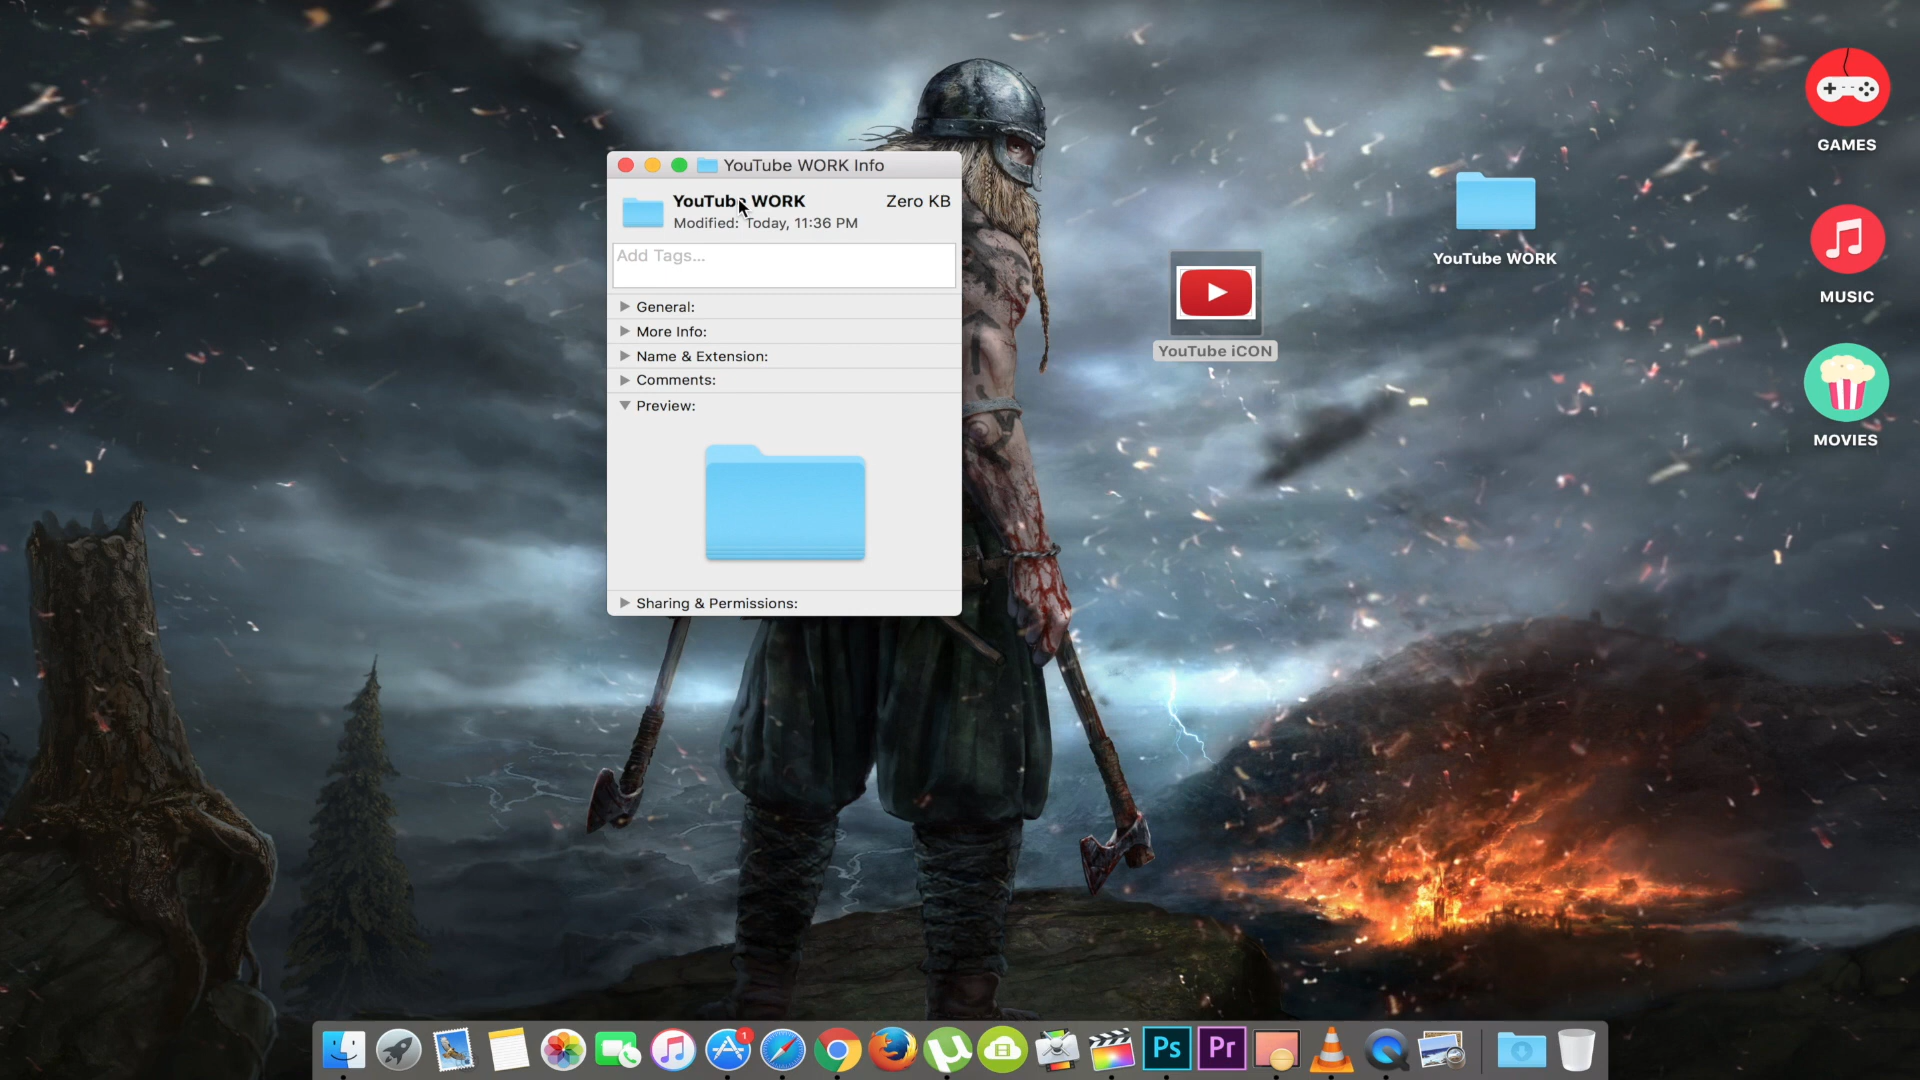 YouTube WORK Info
YouTube WORK
Zero KB
Modified: Today, 11:36 PM
Add Tags...
General:
More Info:
Name & Extension:
Comments:
Preview:
Sharing & Permissions:
YouTube iCON
YouTube WORK
GAMES
MUSIC
MOVIES
1
Ps
Pr